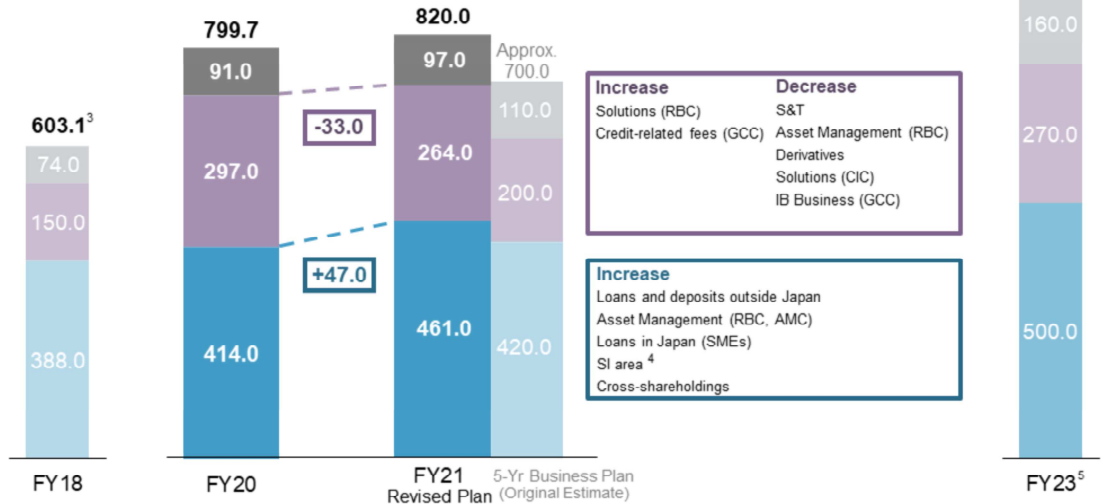 603.1³
74.0
150.0
388.0
FY18
799.7
91.0
297.0
414.0
FY20
-33.0
+47.0
820.0
97.0
264.0
461.0
FY21
Revised Plan
Approx.
700.0
110.0
200.0
420.0
5-Yr Business Plan
(Original Estimate)
Increase
Solutions (RBC)
Credit-related fees (GCC)
Decrease
S&T
Asset Management (RBC)
Derivatives
Solutions (CIC)
IB Business (GCC)
Increase
Loans and deposits outside Japan
Asset Management (RBC, AMC)
Loans in Japan (SMEs)
SI area ⁴
Cross-shareholdings
160.0
270.0
500.0
FY23⁵